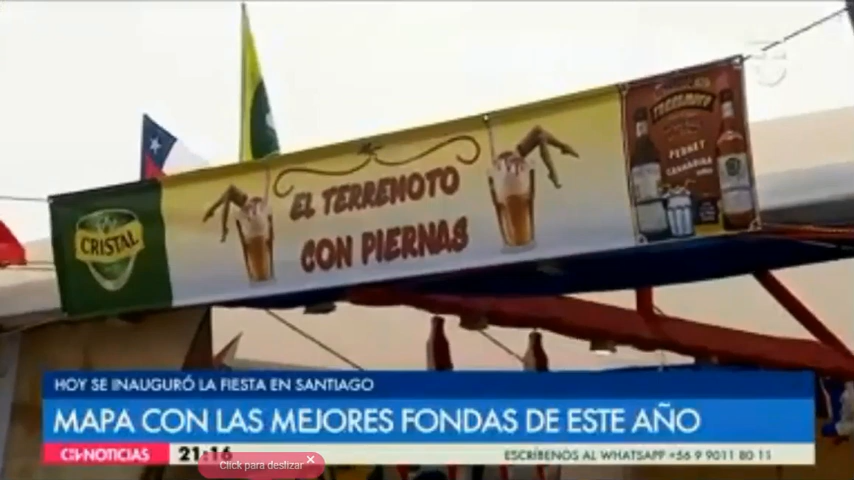 CRISTAL
EL TERREMOTO
CON PIERNAS
TERREMOTO
FERNET
GRANADINA
HOY SE INAUGURÓ LA FIESTA EN SANTIAGO
MAPA CON LAS MEJORES FONDAS DE ESTE AÑO
CHV NOTICIAS 21:16 ESCRÍBENOS AL WHATSAPP +56 9 9011 80 11
Click para deslizar ×